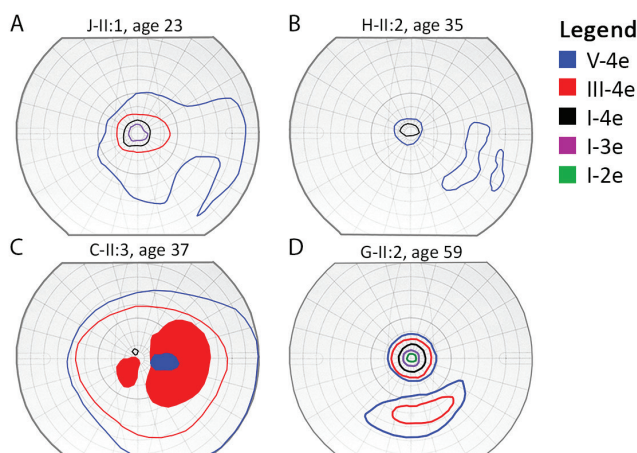 A
J-II:1, age 23
B
H-II:2, age 35
Legend
V-4e
III-4e
I-4e
I-3e
I-2e
C
C-II:3, age 37
D
G-II:2, age 59